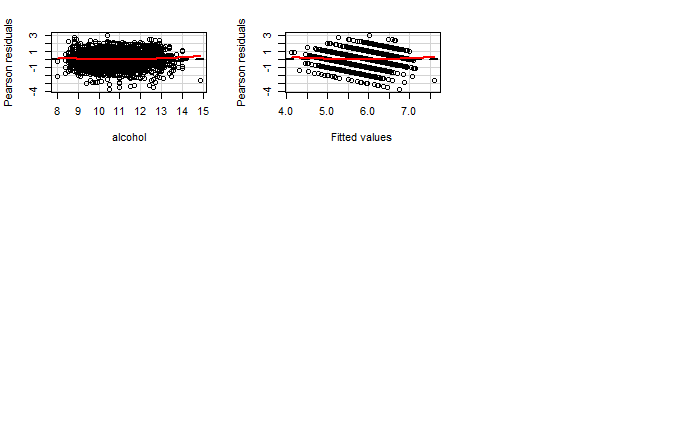 Pearson residuals
3
1
-1
-4
8 9 10 11 12 13 14 15
alcohol
Pearson residuals
3
1
-1
-4
4.0 5.0 6.0 7.0
Fitted values